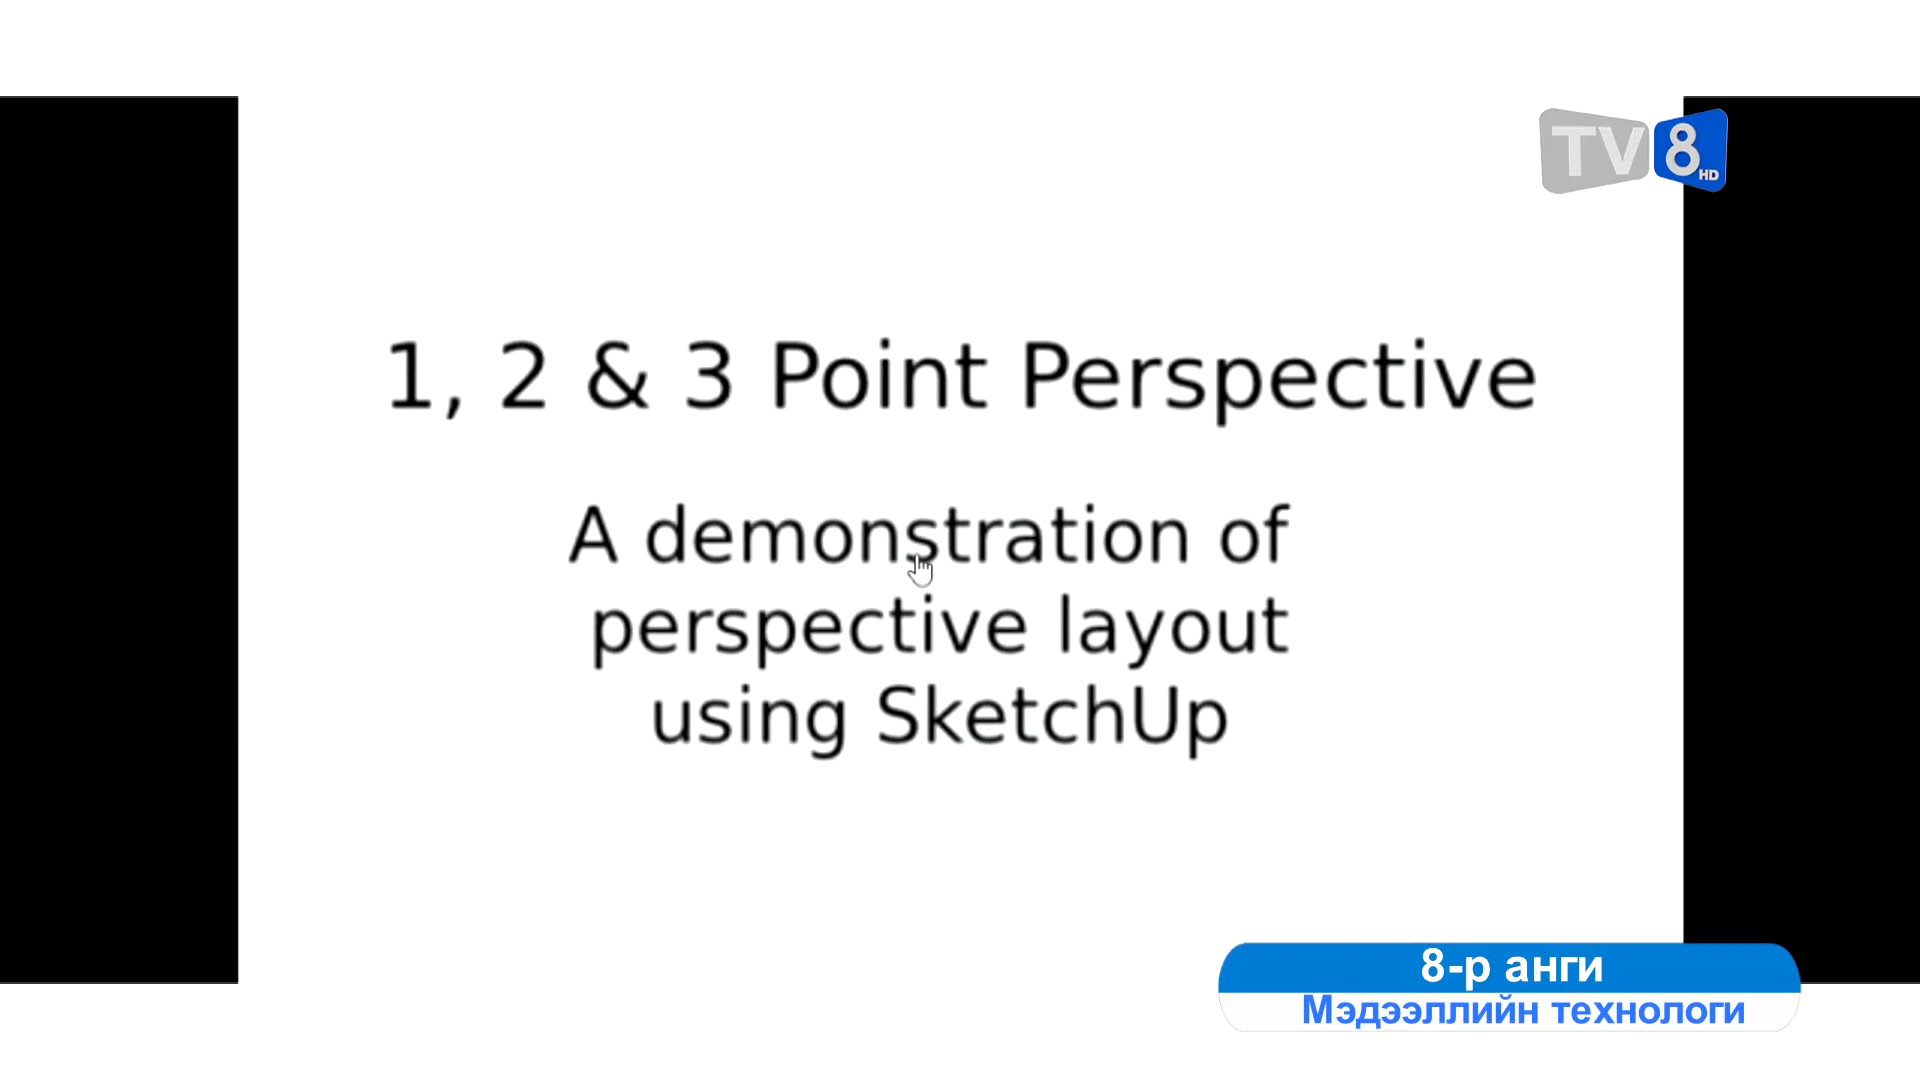 TV8 HD
1, 2 & 3 Point Perspective
A demonstration of
perspective layout
using SketchUp
8-р анги
Мэдээллийн технологи